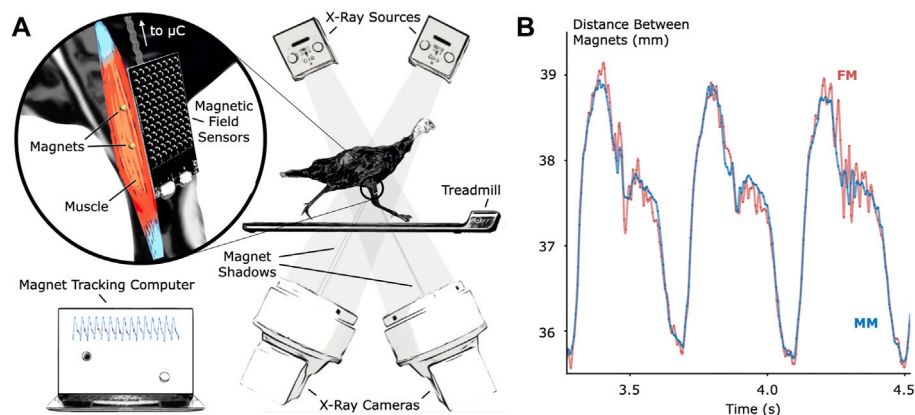 A
to µC
Magnetic
Field
Sensors
Magnets
Muscle
X-Ray Sources
Treadmill
Magnet
Shadows
Magnet Tracking Computer
X-Ray Cameras
B
Distance Between
Magnets (mm)
39
38
37
36
FM
MM
3.5
4.0
4.5
Time (s)